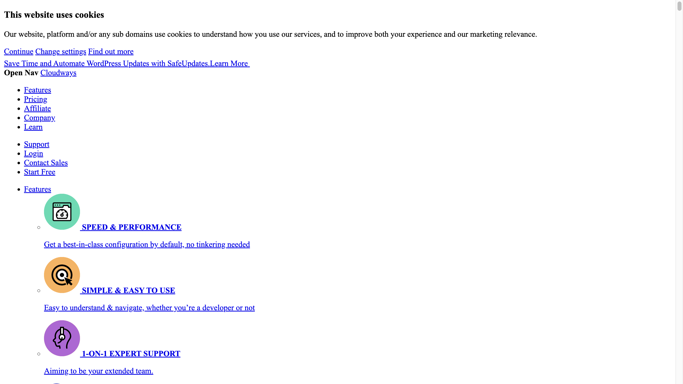 This website uses cookies
Our website, platform and/or any sub domains use cookies to understand how you use our services, and to improve both your experience and our marketing relevance.
Continue Change settings Find out more
Save Time and Automate WordPress Updates with SafeUpdates.Learn More
Open Nav Cloudways
Features
Pricing
Affiliate
Company
Learn
Support
Login
Contact Sales
Start Free
Features
SPEED & PERFORMANCE
Get a best-in-class configuration by default, no tinkering needed
SIMPLE & EASY TO USE
Easy to understand & navigate, whether you’re a developer or not
1-ON-1 EXPERT SUPPORT
Aiming to be your extended team.